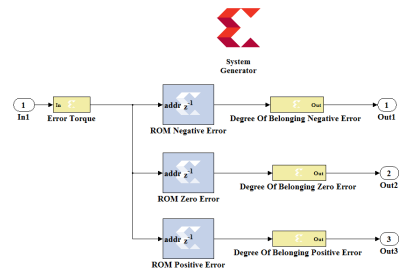 System
Generator
1
In1
In
Error Torque
addr z-1
ROM Negative Error
Out
Degree Of Belonging Negative Error
1
Out1
addr z-1
ROM Zero Error
Out
Degree Of Belonging Zero Error
2
Out2
addr z-1
ROM Positive Error
Out
Degree Of Belonging Positive Error
3
Out3